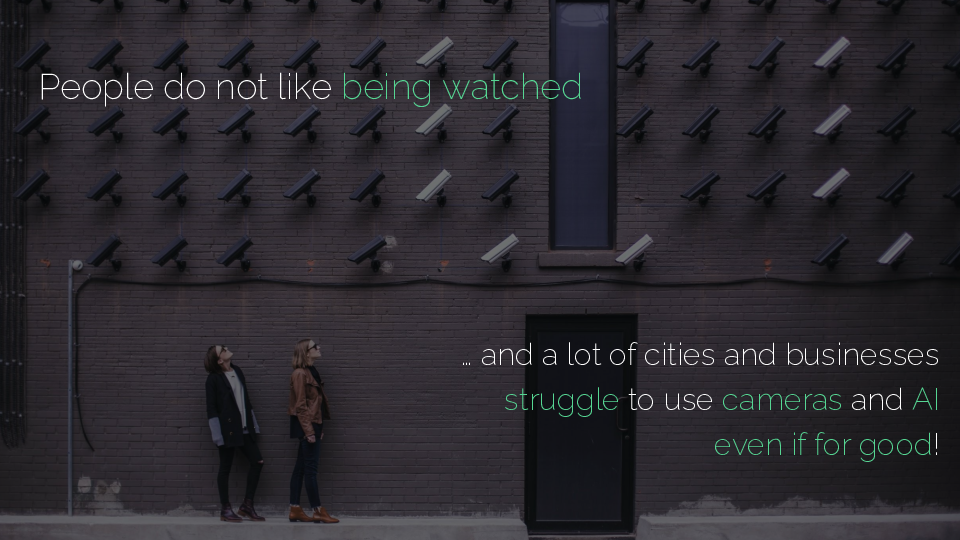 People do not like being watched
… and a lot of cities and businesses
struggle to use cameras and AI
even if for good!